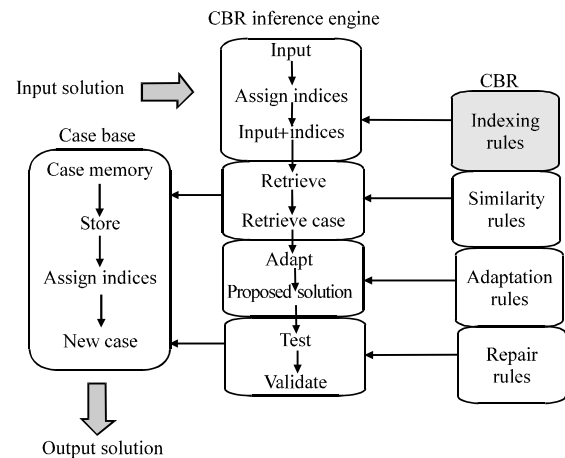 CBR inference engine
Input
Input solution
Assign indices
Input+indices
Retrieve
Retrieve case
Adapt
Proposed solution
Test
Validate
CBR
Indexing
rules
Similarity
rules
Adaptation
rules
Repair
rules
Case base
Case memory
Store
Assign indices
New case
Output solution